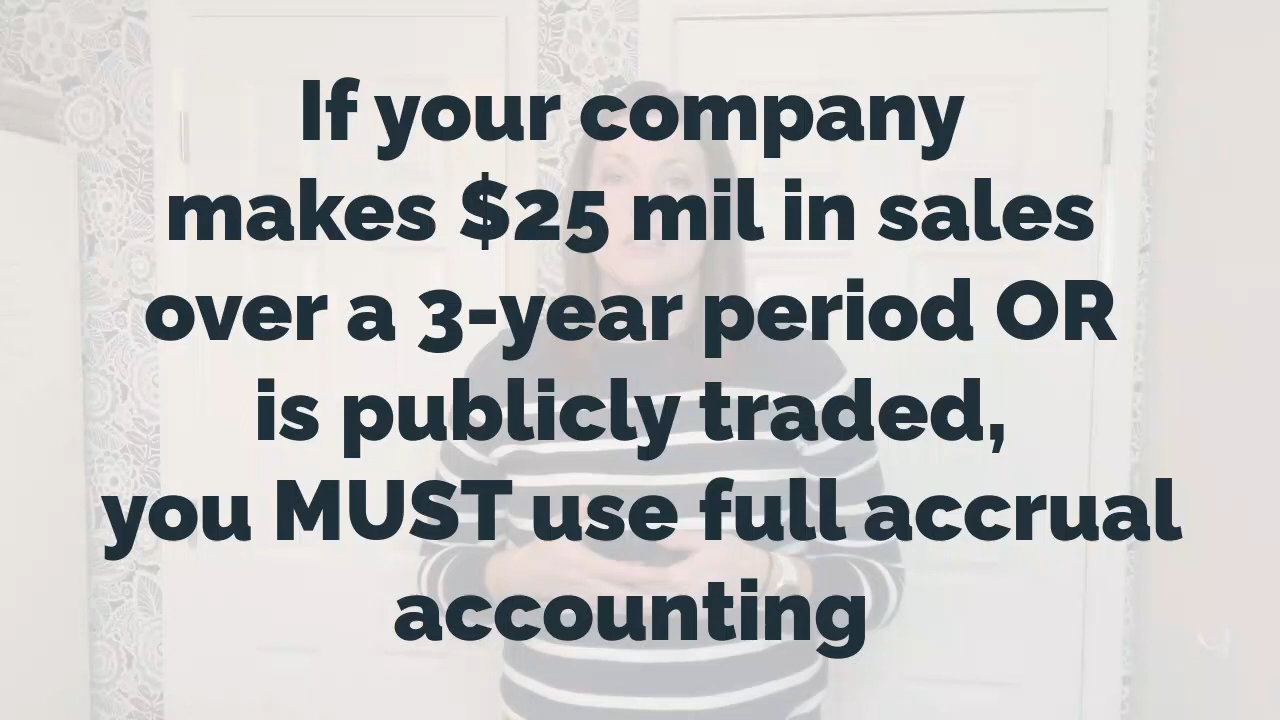 If your company
makes $25 mil in sales
over a 3-year period OR
is publicly traded,
you MUST use full accrual
accounting